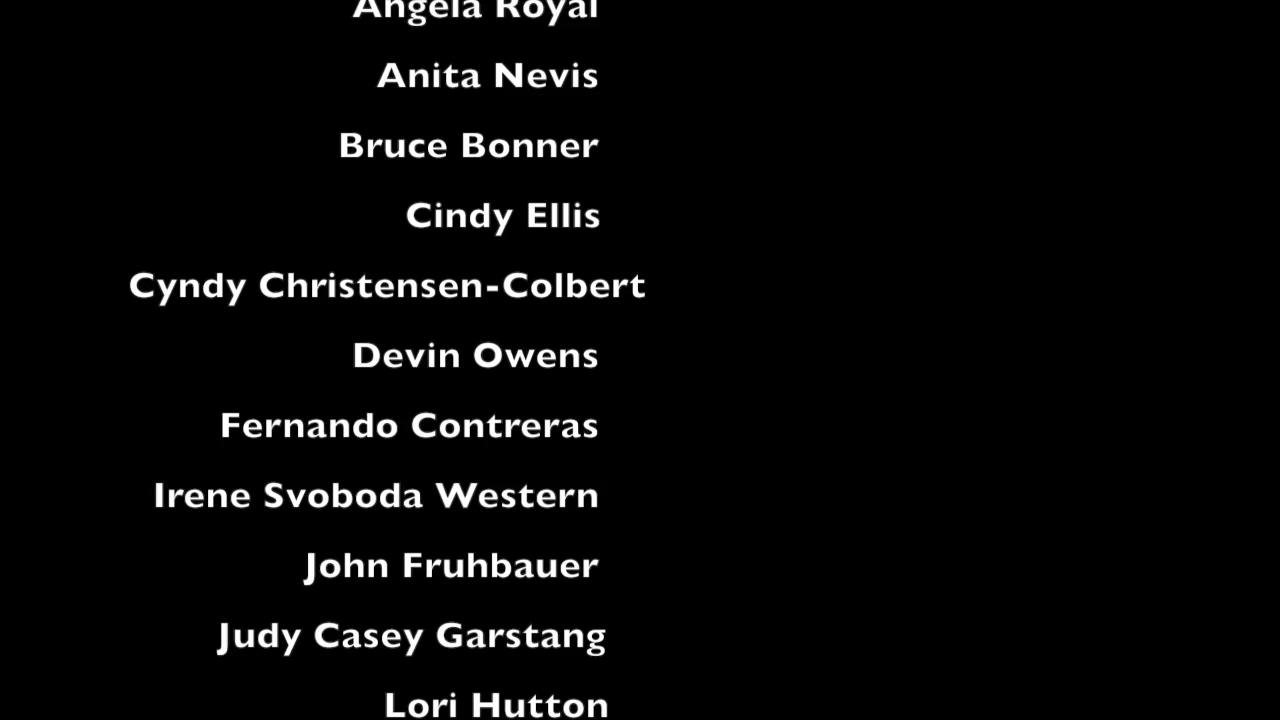 Angela Royal
Anita Nevis
Bruce Bonner
Cindy Ellis
Cyndy Christensen-Colbert
Devin Owens
Fernando Contreras
Irene Svoboda Western
John Fruhbauer
Judy Casey Garstang
Lori Hutton